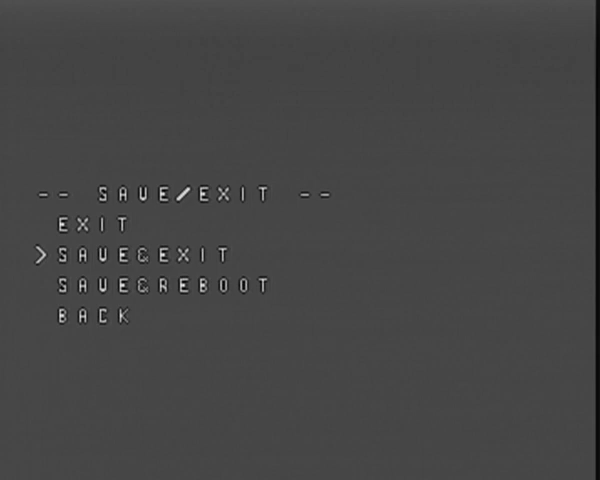 -- SAVE/EXIT --
EXIT
>SAVE&EXIT
SAVE&REBOOT
BACK